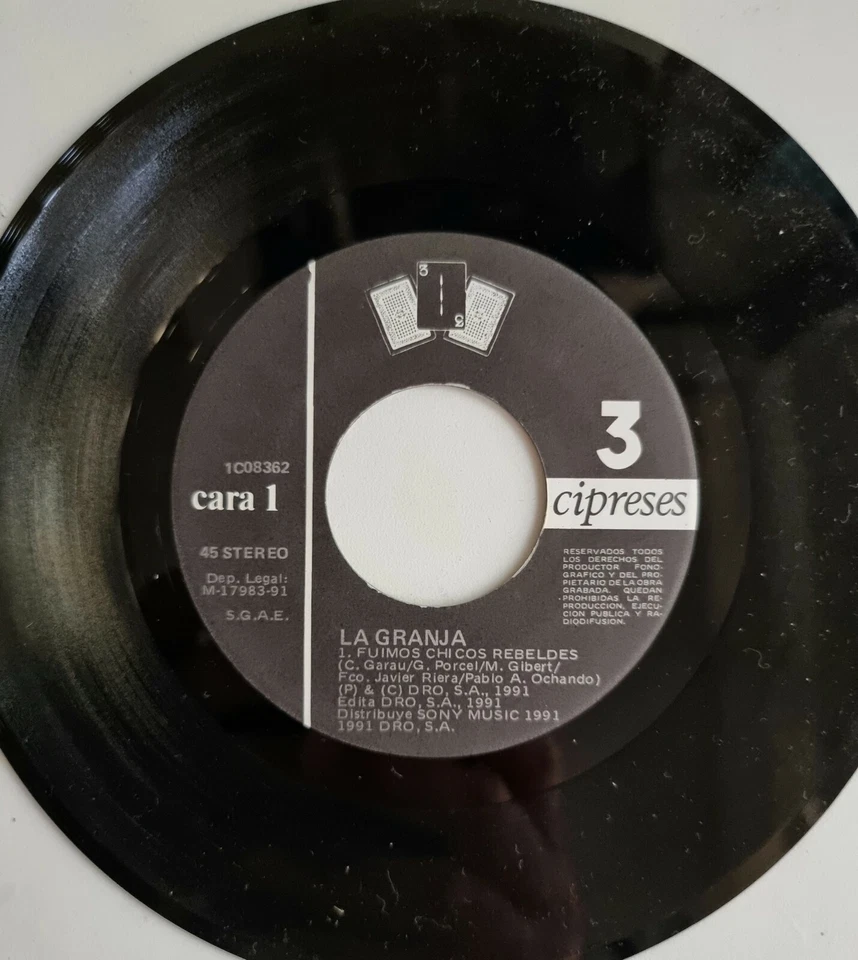 3
3
1C08362
cara 1
45 STEREO
Dep. Legal:
M-17983-91
S.G.A.E.
3
cipreses
RESERVADOS TODOS
LOS DERECHOS DEL
PRODUCTOR FONO-
GRAFICO Y DEL PRO-
PIETARIO DE LA OBRA
GRABADA. QUEDAN
PROHIBIDAS LA RE-
PRODUCCION, EJECU-
CION PUBLICA Y RA-
DIODIFUSION.
LA GRANJA
1. FUIMOS CHICOS REBELDES
(C. Garau/G. Porcel/M. Gibert/
Fco. Javier Riera/Pablo A. Ochando)
(P) & (C) DRO, S.A., 1991
Edita DRO, S.A., 1991
Distribuye SONY MUSIC 1991
1991 DRO, S.A.